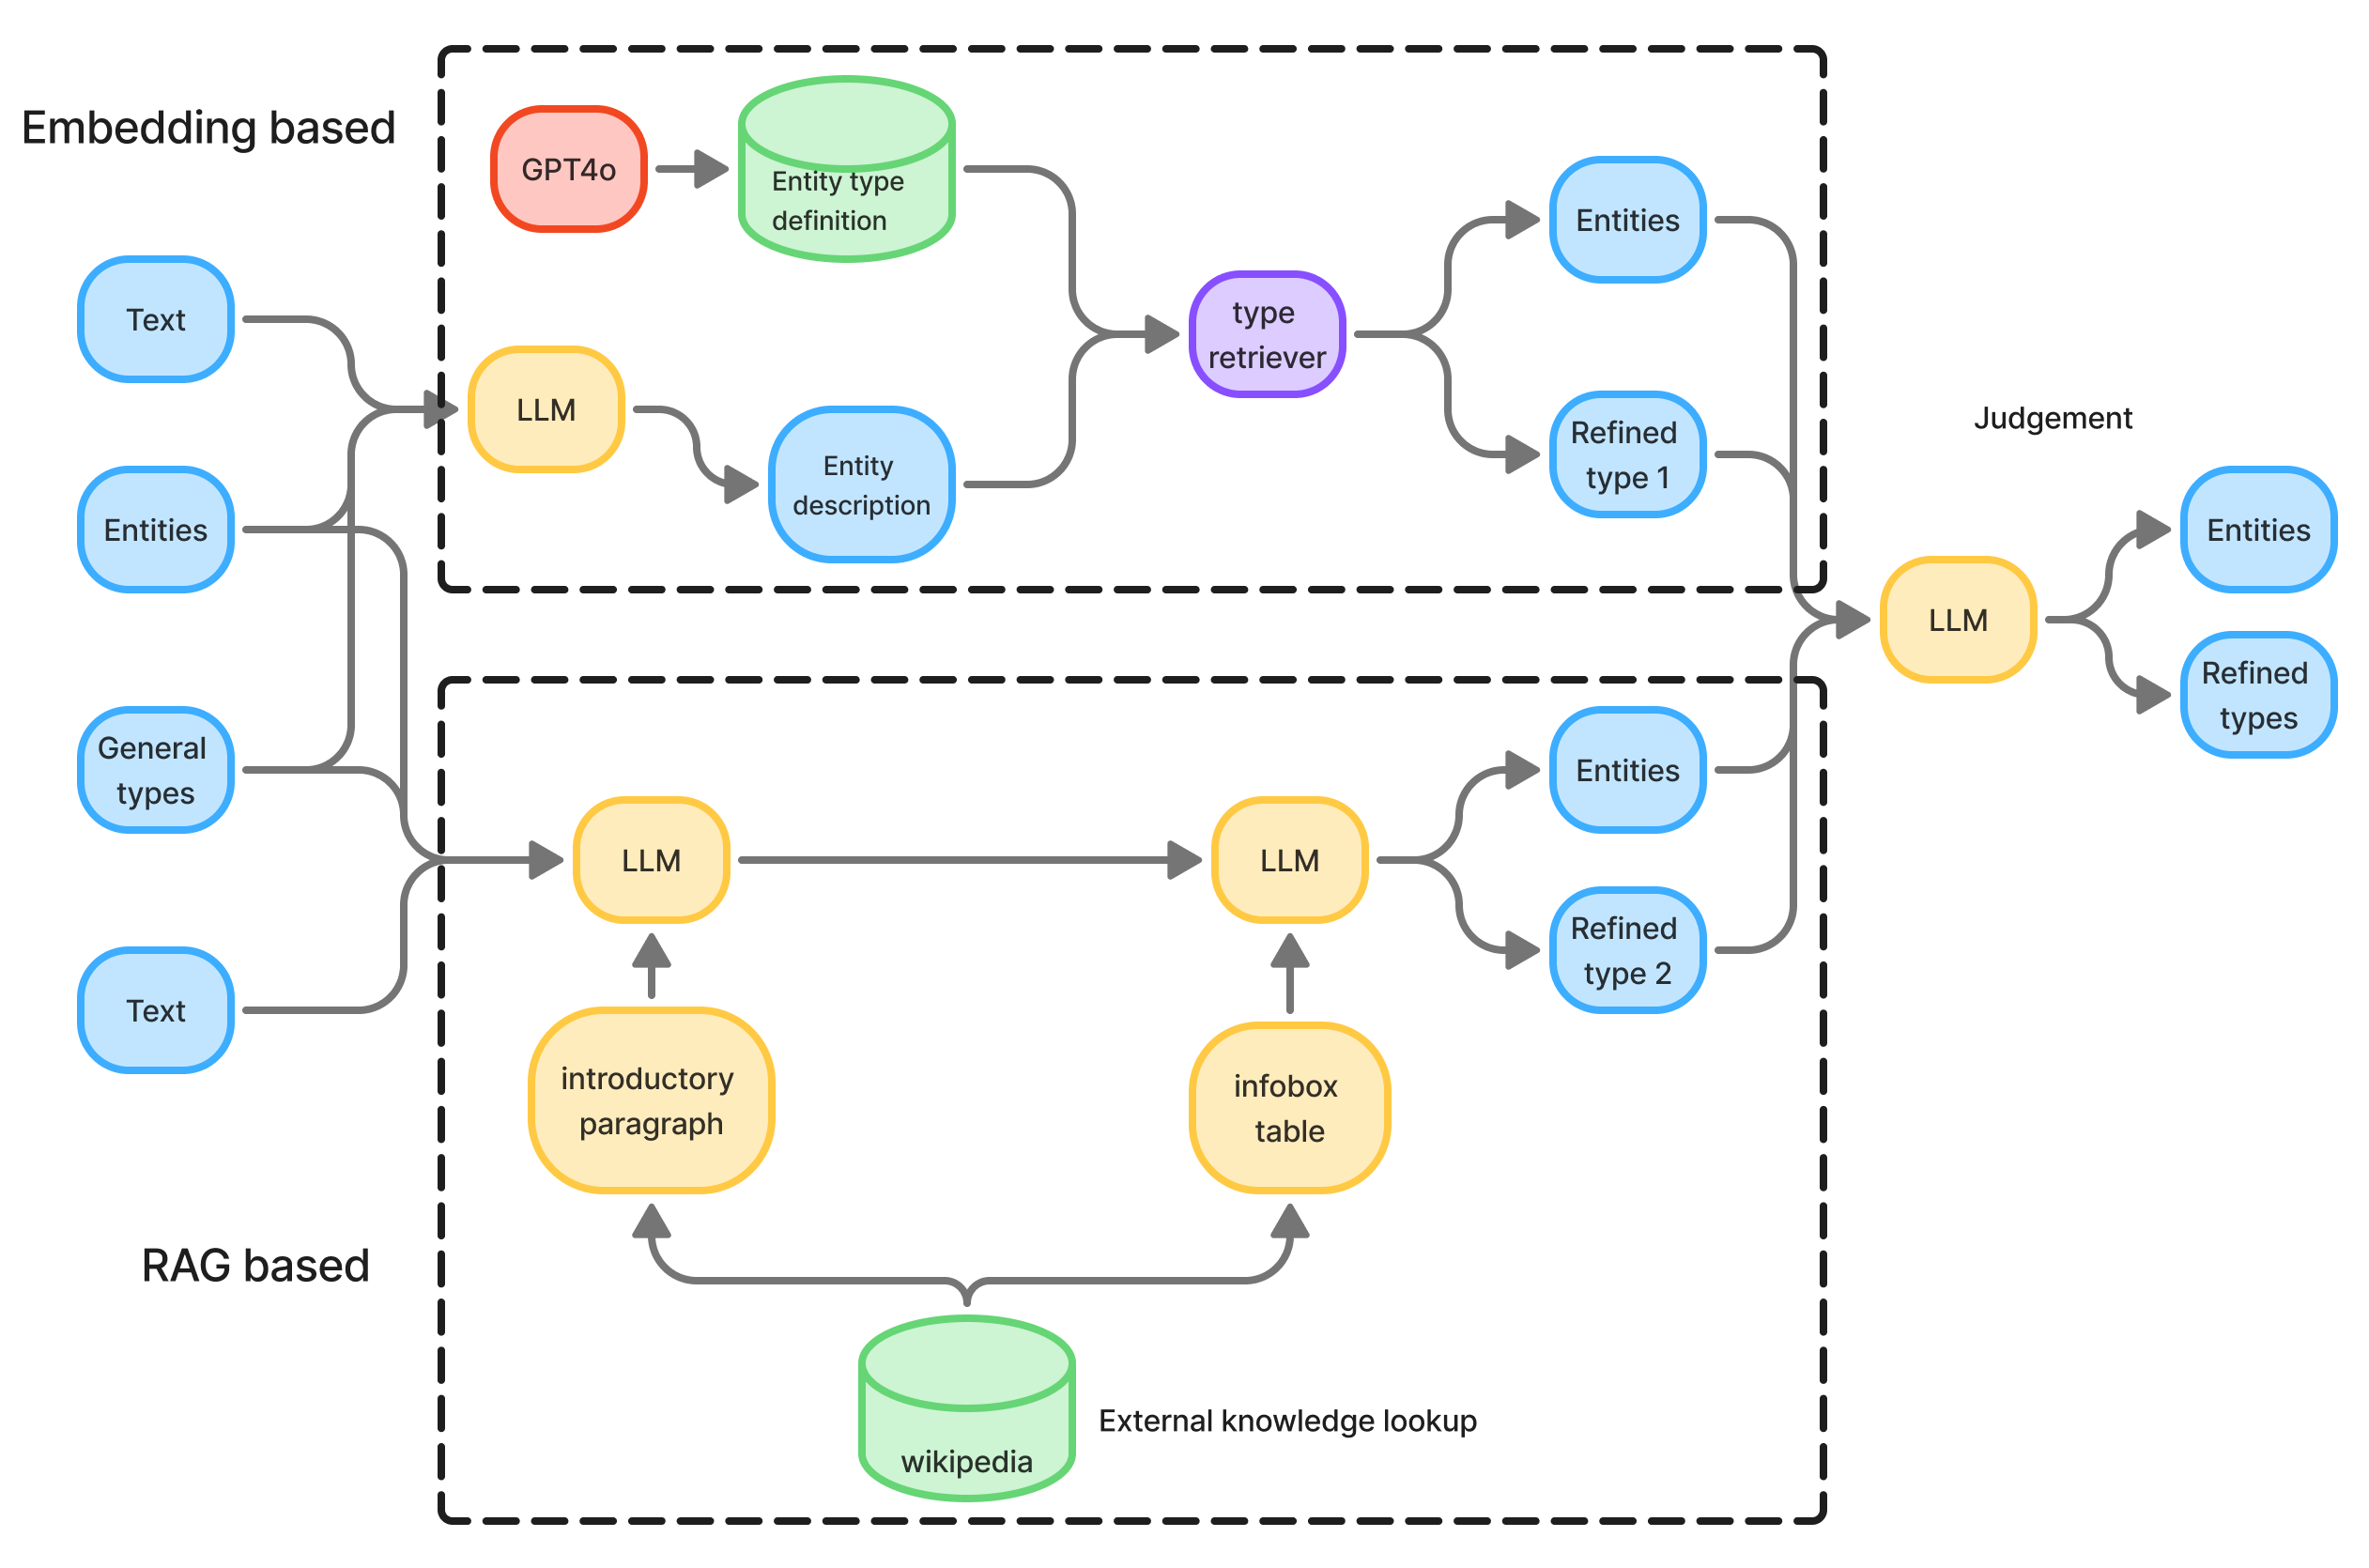 Embedding based
GPT4o
Entity type
definition
Text
LLM
Entity
description
type
retriever
Entities
Refined
type 1
Entities
General
types
Text
RAG based
LLM
introductory
paragraph
LLM
infobox
table
wikipedia
External knowledge lookup
Entities
Refined
type 2
Judgement
LLM
Entities
Refined
types